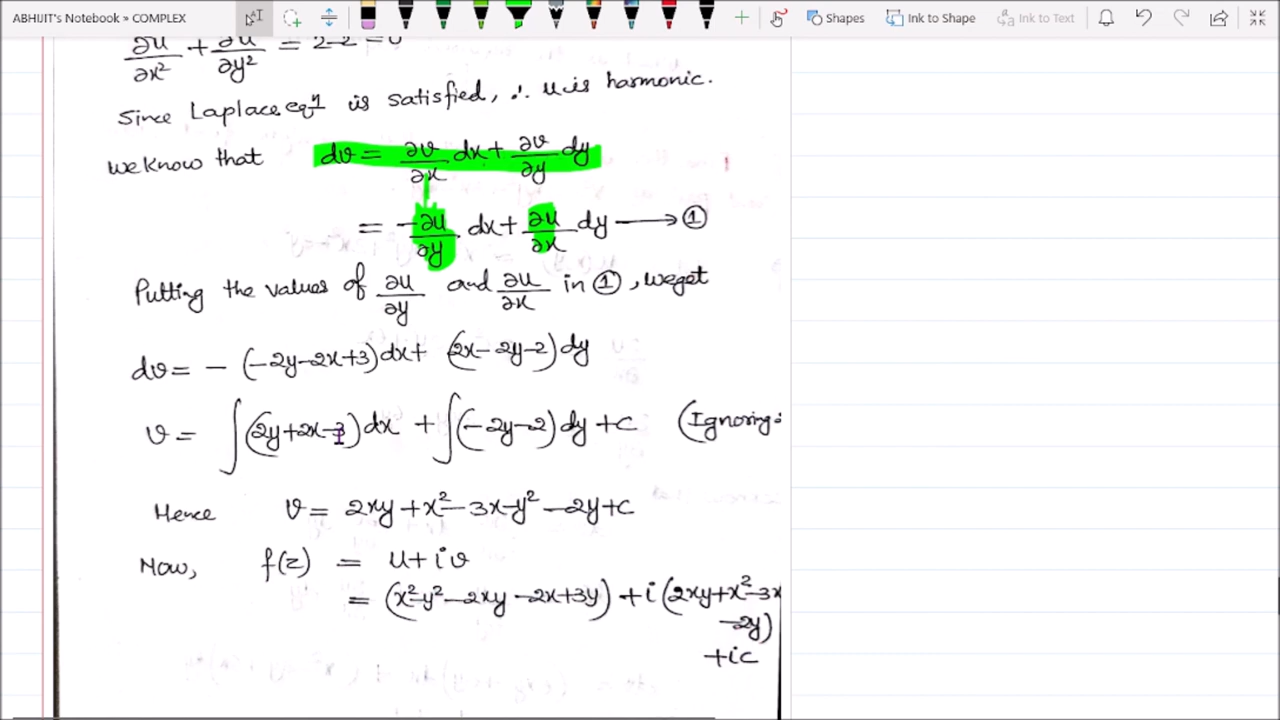 ABHIJIT's Notebook » COMPLEX
Shapes
Ink to Shape
Ink to Text
∂²u/∂x² + ∂²u/∂y² = 2-2 = 0
Since Laplace eqⁿ is satisfied, ∴ u is harmonic.
We know that dv = ∂v/∂x dx + ∂v/∂y dy
= -∂u/∂y . dx + ∂u/∂x dy → ①
Putting the values of ∂u/∂y and ∂u/∂x in ①, we get
dv = - (-2y-2x+3)dx + (2x-2y-2)dy
v = ∫(2y+2x-3)dx + ∫(-2y-2)dy + c (Ignoring
Hence v = 2xy + x² - 3x - y² - 2y + c
Now, f(z) = u + iv
= (x²-y²-2xy-2x+3y) + i(2xy+x²-3x
-2y)
+ic